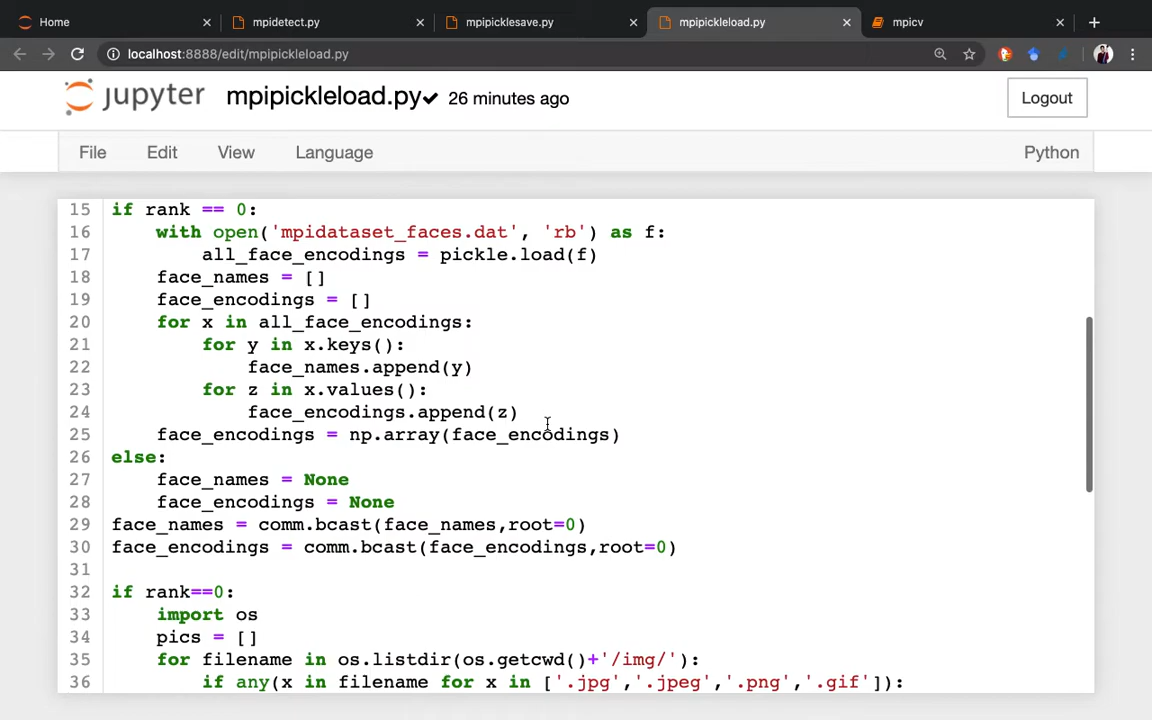 Home
mpidetect.py
mpipicklesave.py
mpipickleload.py
mpicv
localhost:8888/edit/mpipickleload.py
jupyter mpipickleload.py✔ 26 minutes ago
Logout
File Edit View Language
Python
15 if rank == 0:
16     with open('mpidataset_faces.dat', 'rb') as f:
17         all_face_encodings = pickle.load(f)
18     face_names = []
19     face_encodings = []
20     for x in all_face_encodings:
21         for y in x.keys():
22             face_names.append(y)
23         for z in x.values():
24             face_encodings.append(z)
25     face_encodings = np.array(face_encodings)
26 else:
27     face_names = None
28     face_encodings = None
29 face_names = comm.bcast(face_names,root=0)
30 face_encodings = comm.bcast(face_encodings,root=0)
31
32 if rank==0:
33     import os
34     pics = []
35     for filename in os.listdir(os.getcwd()+'/img/'):
36         if any(x in filename for x in ['.jpg','.jpeg','.png','.gif']):